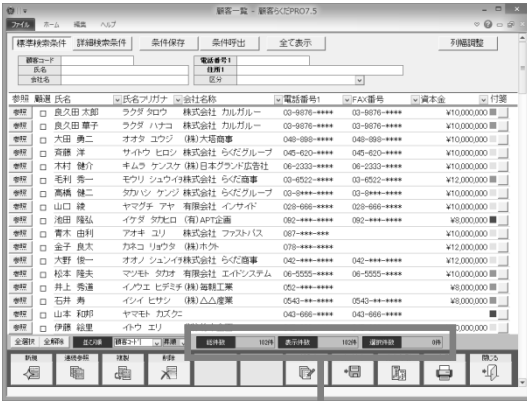 顧客一覧 - 顧客らくだPRO7.5
ファイル ホーム 編集 ヘルプ
標準検索条件 詳細検索条件 条件保存 条件呼出 全て表示 列幅調整
顧客コード 電話番号1
氏名 住所1
会社名 区分
参照 顧選 氏名 氏名フリガナ 会社名称 電話番号1 FAX番号 資本金 付箋
参照 良久田 太郎 ラクダ タロウ 株式会社 カルガルー 03-9876-**** 03-9876-**** ¥10,000,000
参照 良久田 華子 ラクダ ハナコ 株式会社 カルガルー 03-9876-**** 03-9876-**** ¥10,000,000
参照 大田 勇二 オオタ ユウジ (株)大塔商事 048-898-**** 048-898-**** ¥10,000,000
参照 斉藤 洋 サイトウ ヒロシ 株式会社 らくだグループ 045-620-**** 045-620-**** ¥10,000,000
参照 木村 健介 キムラ ケンスケ (株)日本グランド広告社 06-2333-**** 06-2333-**** ¥10,000,000
参照 毛利 秀一 モウリ シュウイチ 株式会社 らくだ商事 03-6522-**** 03-6522-**** ¥12,000,000
参照 高橋 健二 タカハシ ケンジ 株式会社 らくだグループ 03-8***-**** 03-8***-**** ¥10,000,000
参照 山口 綾 ヤマグチ アヤ 有限会社 インサイド 028-666-**** 028-666-**** ¥10,000,000
参照 池田 隆弘 イケダ タカヒロ (有)APT企画 092-***-**** 092-***-**** ¥8,000,000
参照 青木 由利 アオキ ユリ 株式会社 ファストパス 087-***-*** ¥10,000,000
参照 金子 良太 カネコ リョウタ (株)ホクト 078-***-**** ¥12,000,000
参照 大野 俊一 オオノ シュンイチ 株式会社 らくだ商事 042-***-**** 042-***-**** ¥12,000,000
参照 松本 隆夫 マツモト タカオ 有限会社 エイドシステム 06-5555-**** 06-5555-**** ¥10,000,000
参照 井上 秀道 イノウエ ヒデミチ (株)毎競工業 052-***-**** ¥8,000,000
参照 石井 寿 イシイ ヒサシ (株)△△産業 0543-**-**** 0543-**-**** ¥8,000,000
参照 山本 和邦 ヤマモト カズクニ 043-666-**** 043-666-****
参照 伊藤 絵里 イトウ エリ
全選択 全解除 並び順 顧客コード 昇順 総件数 102件 表示件数 102件 選択件数 0件
新規 連続参照 複製 削除 閉じる